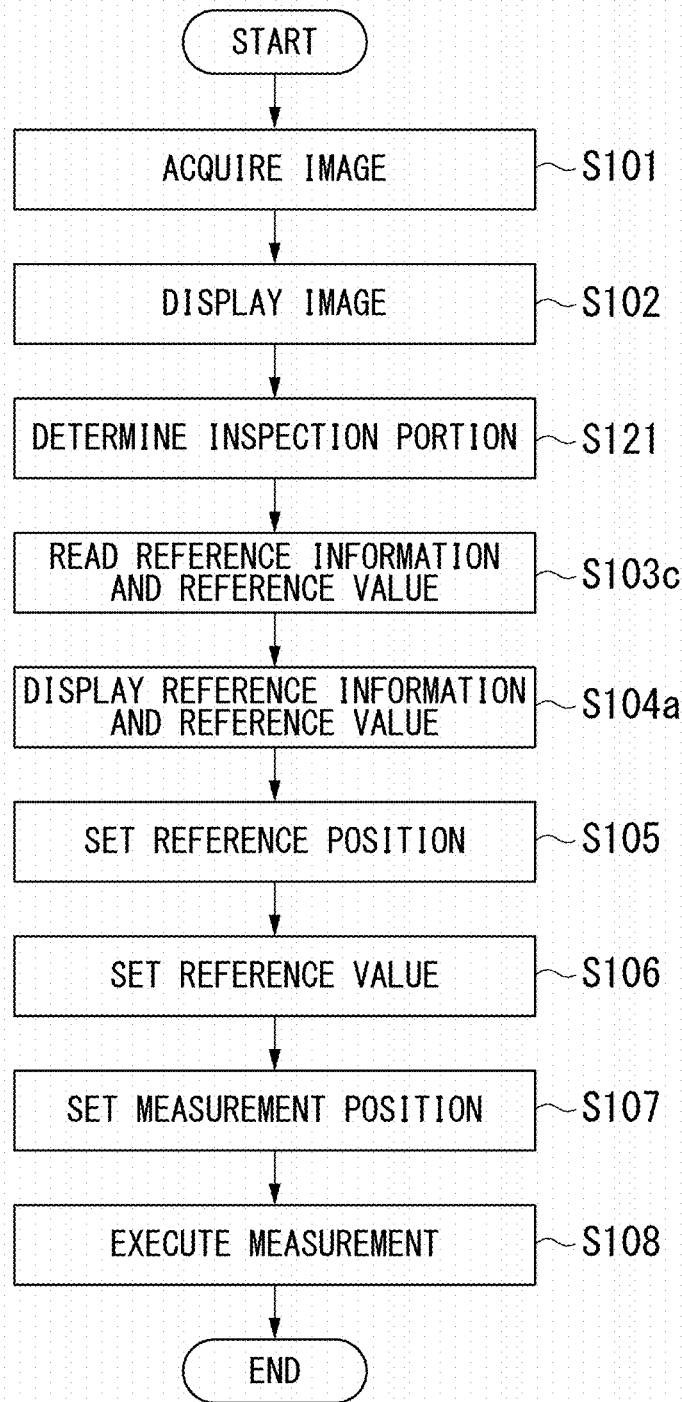 START
ACQUIRE IMAGE
S101
DISPLAY IMAGE
S102
DETERMINE INSPECTION PORTION
S121
READ REFERENCE INFORMATION
AND REFERENCE VALUE
S103c
DISPLAY REFERENCE INFORMATION
AND REFERENCE VALUE
S104a
SET REFERENCE POSITION
S105
SET REFERENCE VALUE
S106
SET MEASUREMENT POSITION
S107
EXECUTE MEASUREMENT
S108
END